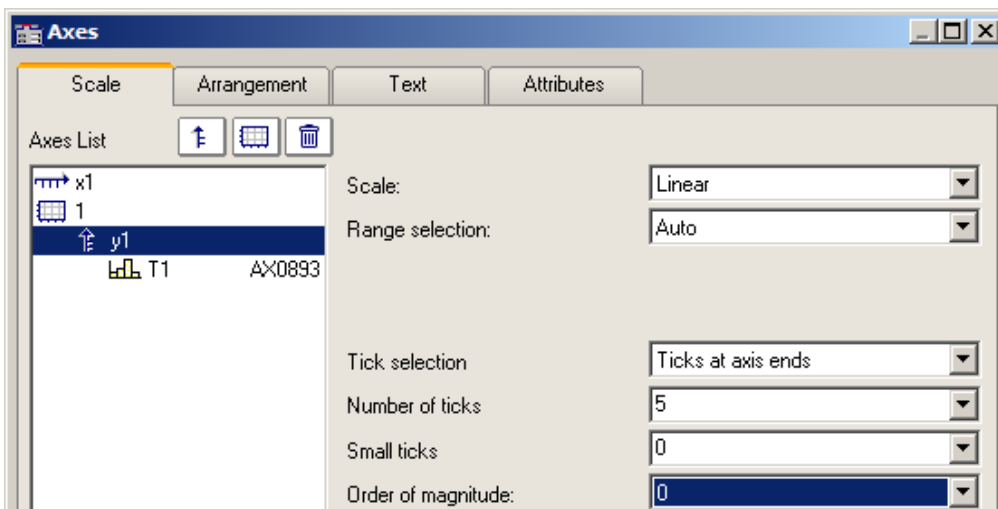 Axes
Scale Arrangement Text Attributes
Axes List
x1
1
y1
T1 AX0893
Scale: Linear
Range selection: Auto
Tick selection Ticks at axis ends
Number of ticks 5
Small ticks 0
Order of magnitude: 0